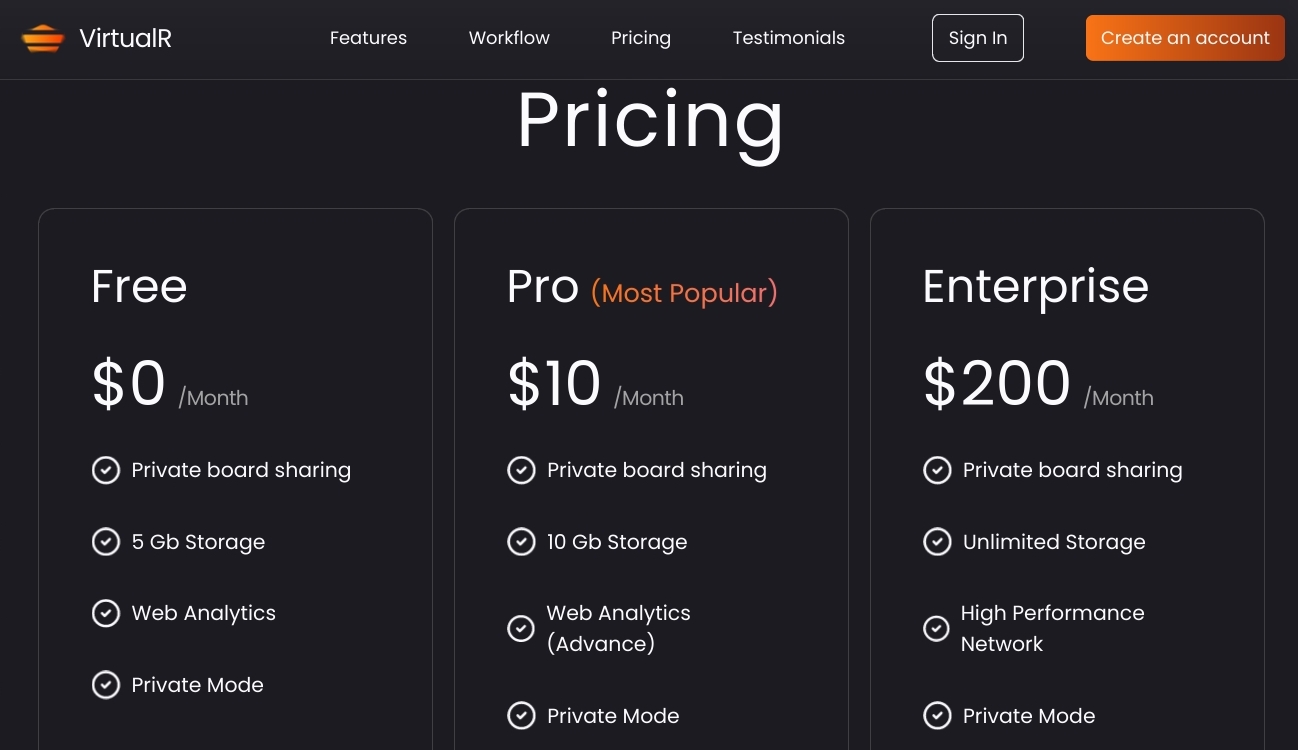 VirtualR
Features
Workflow
Pricing
Testimonials
Sign In
Create an account
Pricing
Free
$0 /Month
Private board sharing
5 Gb Storage
Web Analytics
Private Mode
Pro (Most Popular)
$10 /Month
Private board sharing
10 Gb Storage
Web Analytics
(Advance)
Private Mode
Enterprise
$200 /Month
Private board sharing
Unlimited Storage
High Performance
Network
Private Mode